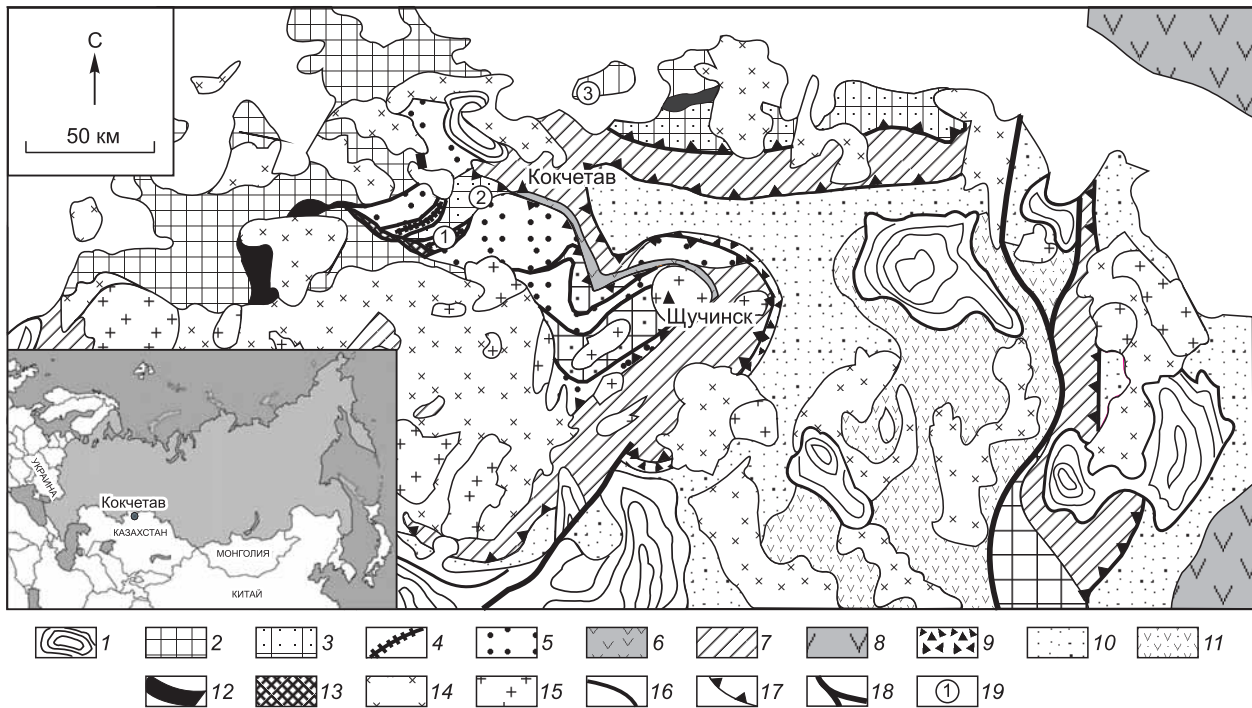 С
50 км
3
Кокчетав
2
1
Щучинск
УКРАИНА
Кокчетав
КАЗАХСТАН
МОНГОЛИЯ
КИТАЙ
1 2 3 4 5 6 7 8 9 10 11
12 13 14 15 16 17 18 1 19